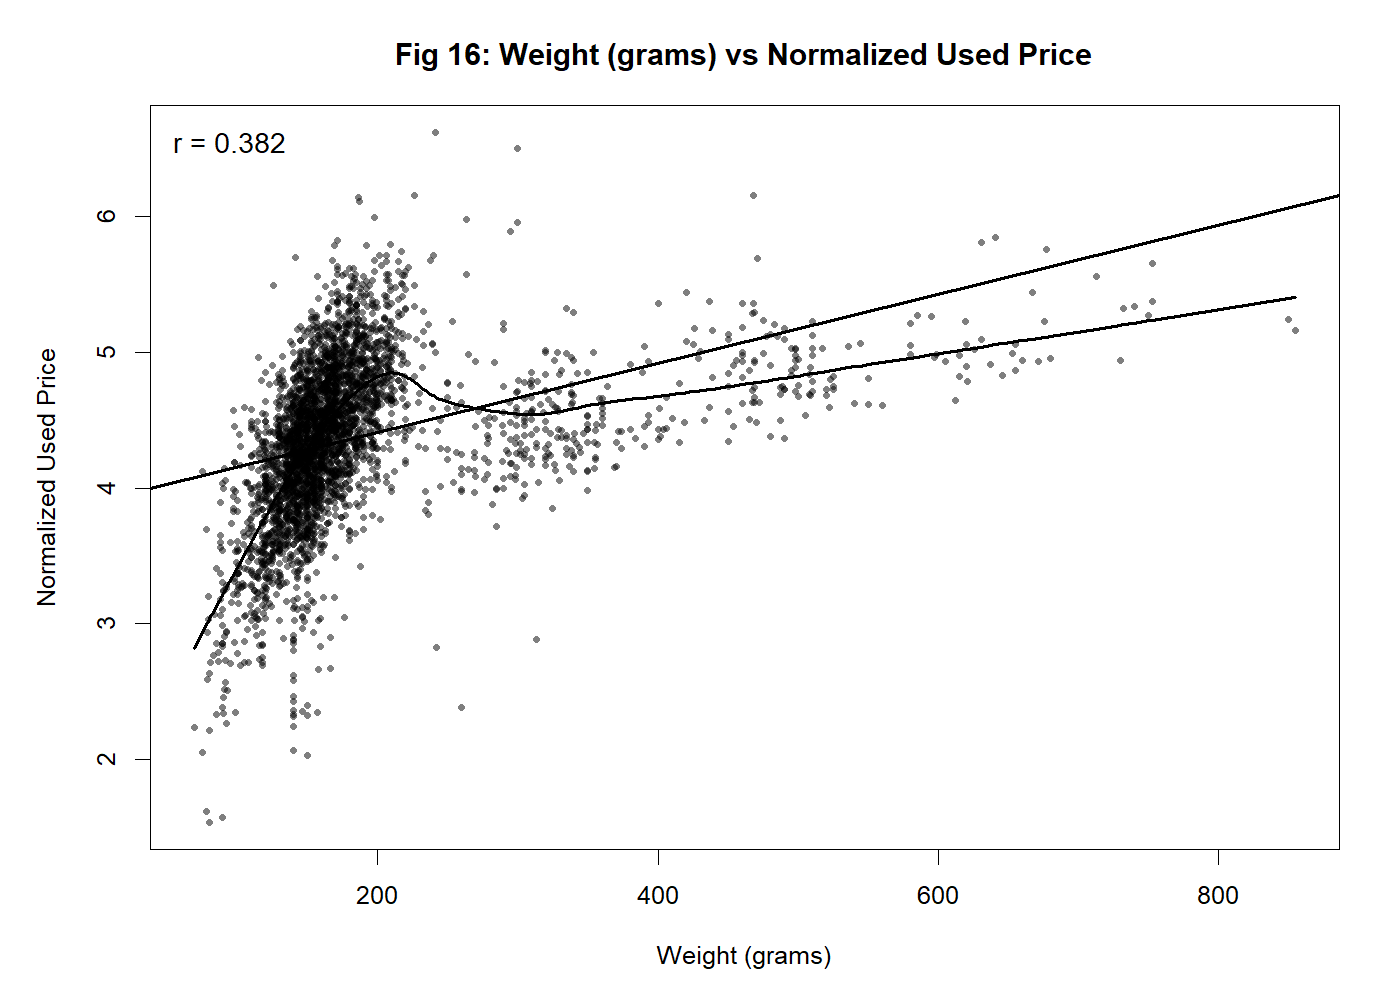 Fig 16: Weight (grams) vs Normalized Used Price
r = 0.382
6
5
4
3
2
Normalized Used Price
200 400 600 800
Weight (grams)